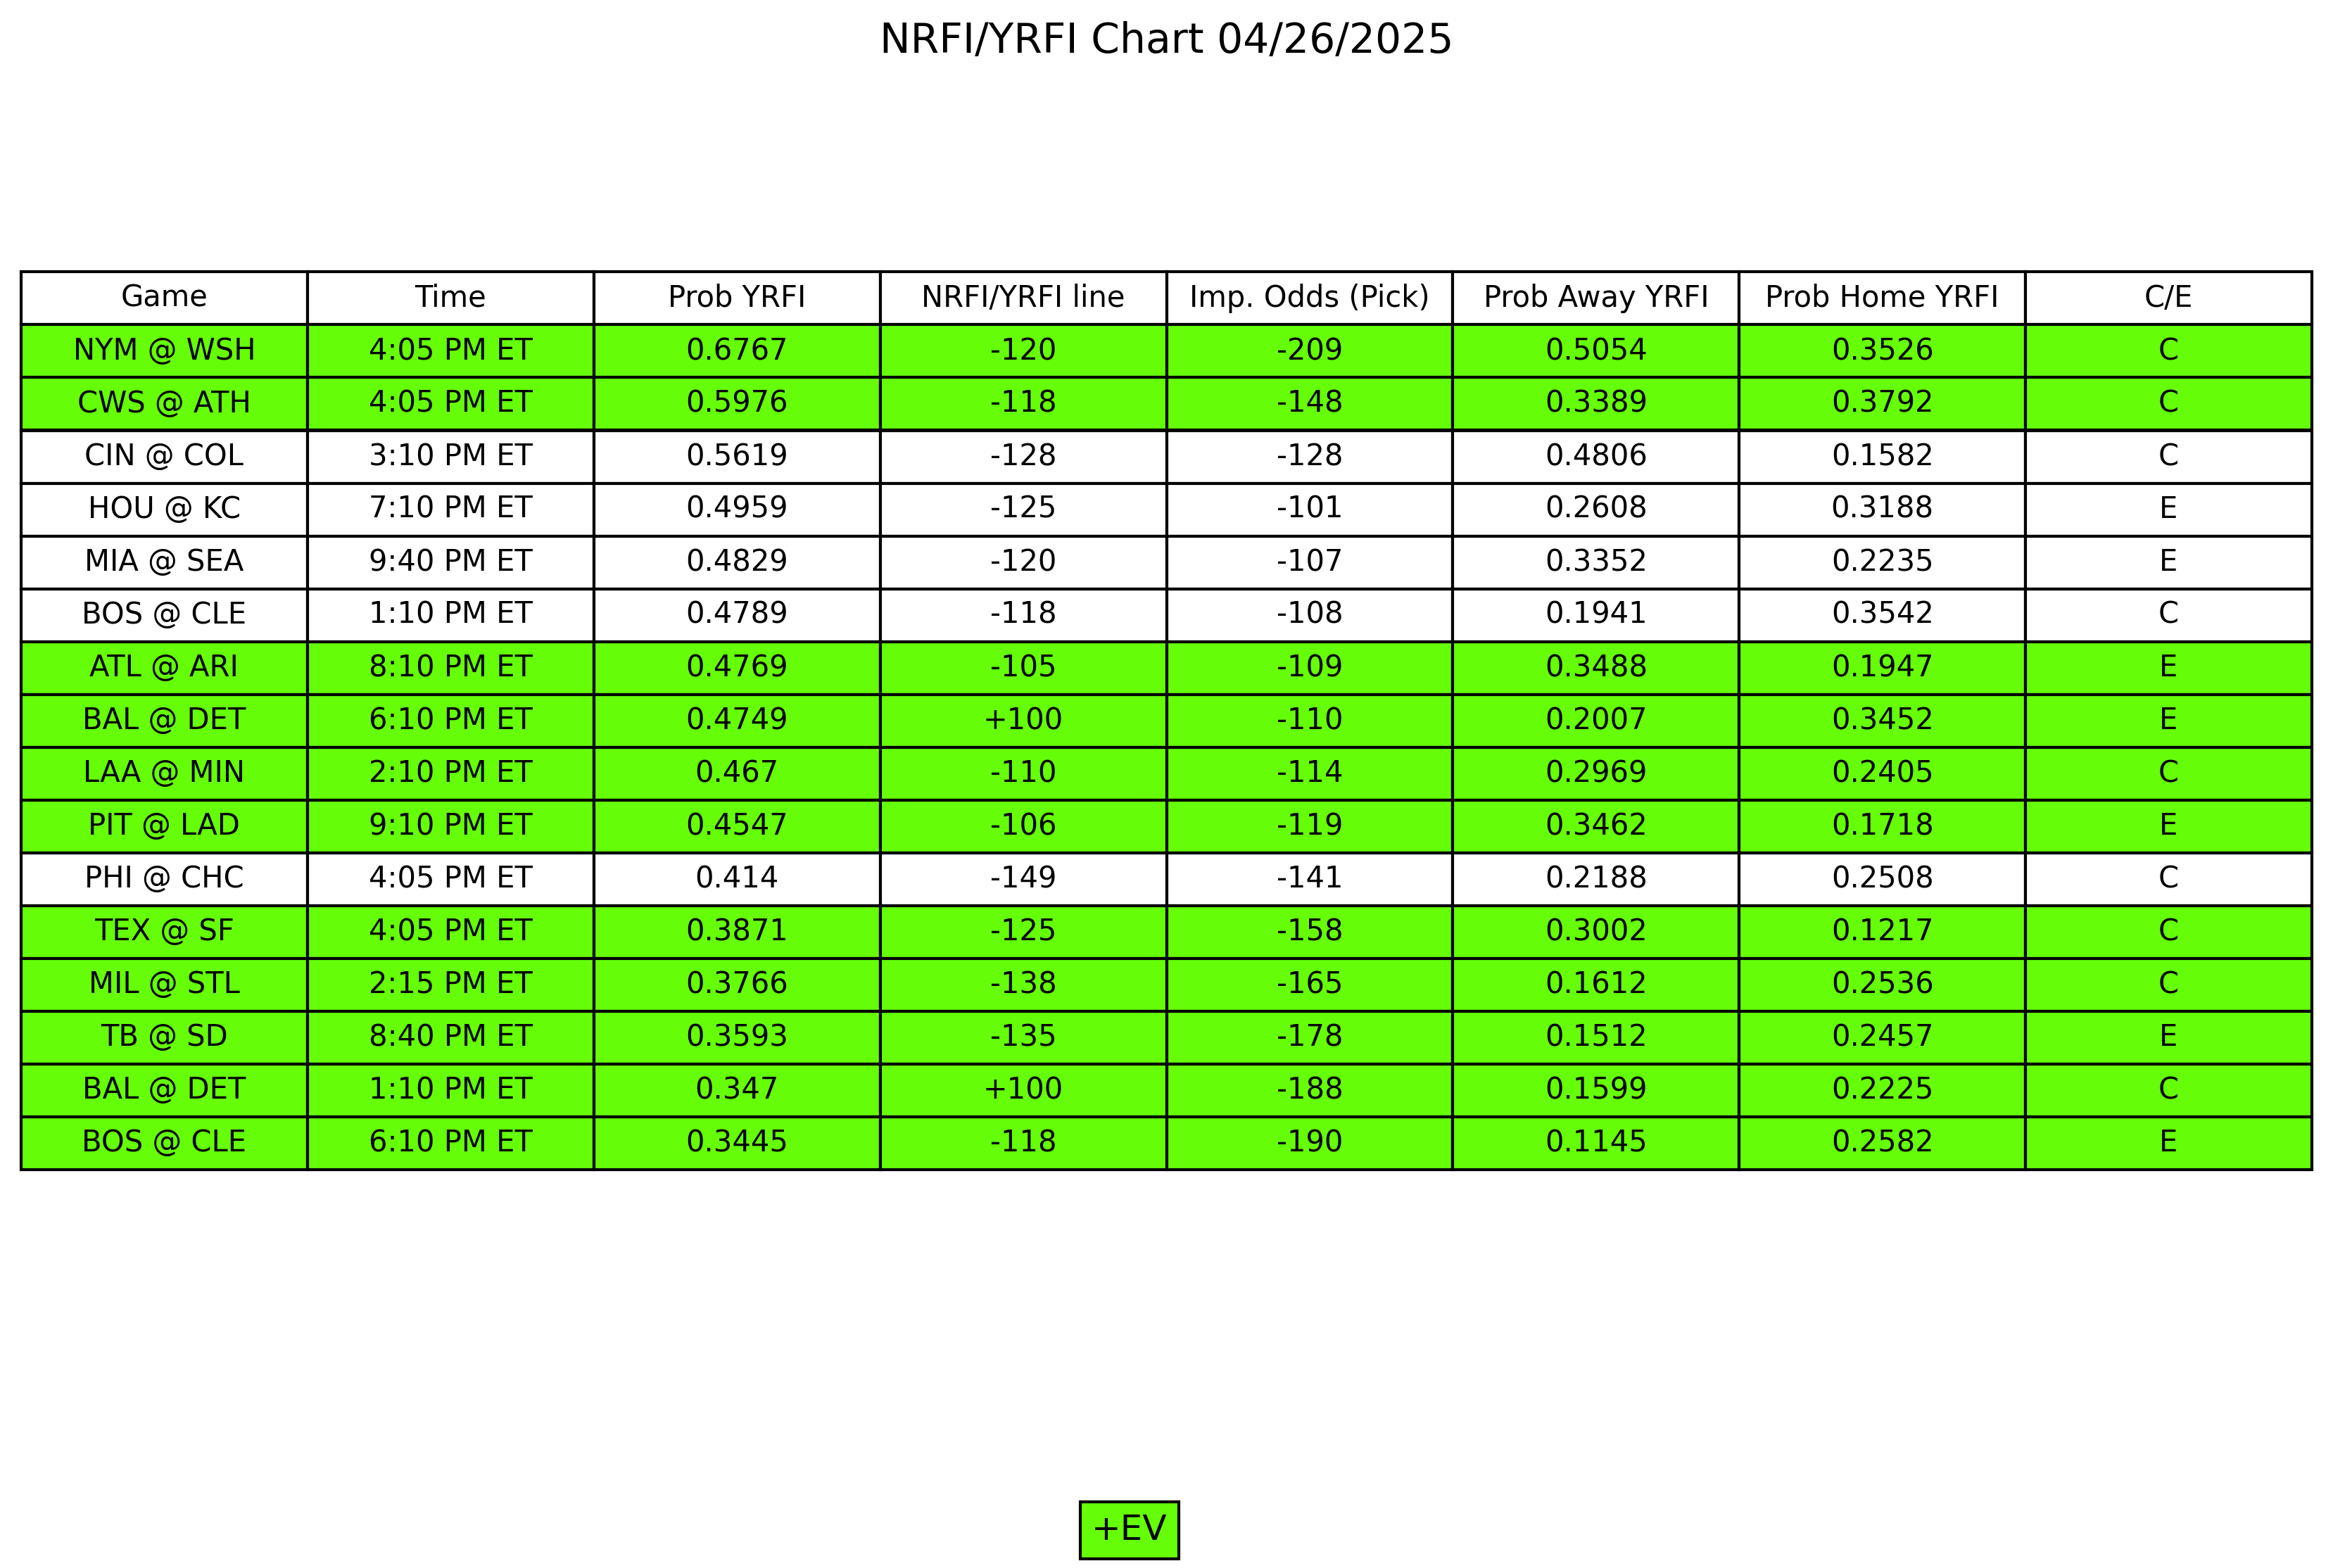 NRFI/YRFI Chart 04/26/2025
Game Time Prob YRFI NRFI/YRFI line Imp. Odds (Pick) Prob Away YRFI Prob Home YRFI C/E
NYM @ WSH 4:05 PM ET 0.6767 -120 -209 0.5054 0.3526 C
CWS @ ATH 4:05 PM ET 0.5976 -118 -148 0.3389 0.3792 C
CIN @ COL 3:10 PM ET 0.5619 -128 -128 0.4806 0.1582 C
HOU @ KC 7:10 PM ET 0.4959 -125 -101 0.2608 0.3188 E
MIA @ SEA 9:40 PM ET 0.4829 -120 -107 0.3352 0.2235 E
BOS @ CLE 1:10 PM ET 0.4789 -118 -108 0.1941 0.3542 C
ATL @ ARI 8:10 PM ET 0.4769 -105 -109 0.3488 0.1947 E
BAL @ DET 6:10 PM ET 0.4749 +100 -110 0.2007 0.3452 E
LAA @ MIN 2:10 PM ET 0.467 -110 -114 0.2969 0.2405 C
PIT @ LAD 9:10 PM ET 0.4547 -106 -119 0.3462 0.1718 E
PHI @ CHC 4:05 PM ET 0.414 -149 -141 0.2188 0.2508 C
TEX @ SF 4:05 PM ET 0.3871 -125 -158 0.3002 0.1217 C
MIL @ STL 2:15 PM ET 0.3766 -138 -165 0.1612 0.2536 C
TB @ SD 8:40 PM ET 0.3593 -135 -178 0.1512 0.2457 E
BAL @ DET 1:10 PM ET 0.347 +100 -188 0.1599 0.2225 C
BOS @ CLE 6:10 PM ET 0.3445 -118 -190 0.1145 0.2582 E
+EV